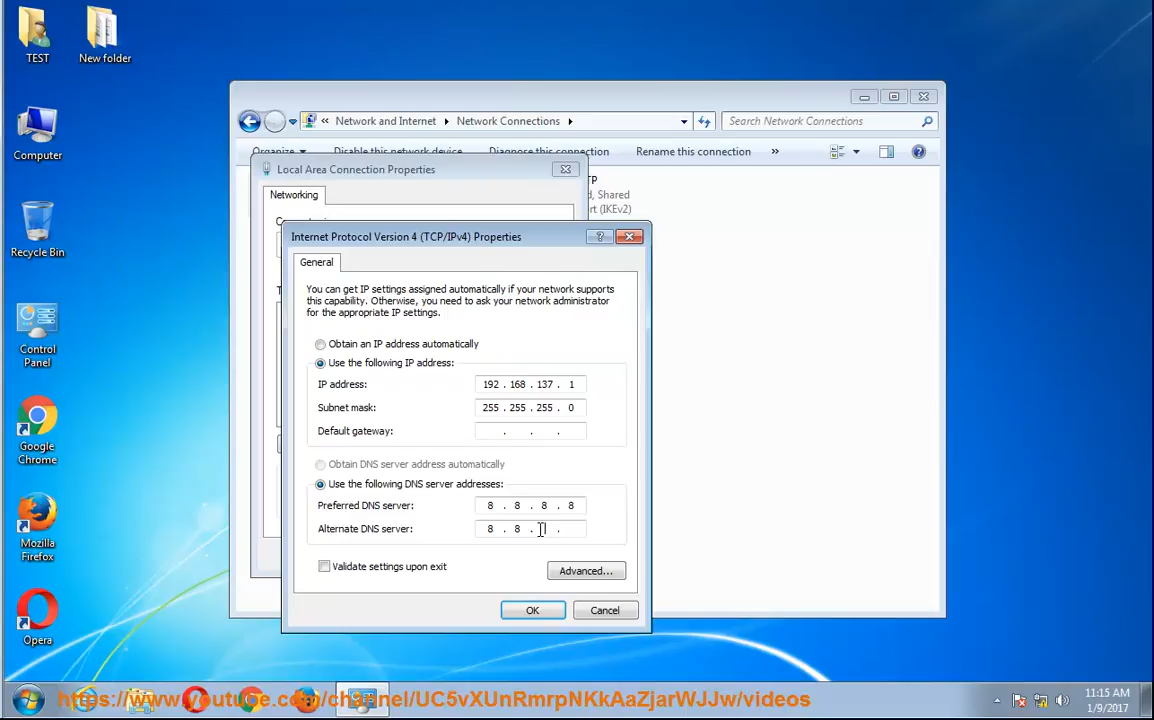 TEST
New folder
Computer
Recycle Bin
Control
Panel
Google
Chrome
Mozilla
Firefox
Opera
« Network and Internet
Network Connections
Search Network Connections
Organize
Disable this network device
Diagnose this connection
Rename this connection
»
Local Area Connection Properties
Networking
d, Shared
rt (IKEv2)
Internet Protocol Version 4 (TCP/IPv4) Properties
?
General
You can get IP settings assigned automatically if your network supports
this capability. Otherwise, you need to ask your network administrator
for the appropriate IP settings.
Obtain an IP address automatically
Use the following IP address:
IP address: 192 . 168 . 137 . 1
Subnet mask: 255 . 255 . 255 . 0
Default gateway: . . .
Obtain DNS server address automatically
Use the following DNS server addresses:
Preferred DNS server: 8 . 8 . 8 . 8
Alternate DNS server: 8 . 8 . .
Validate settings upon exit
Advanced...
OK
Cancel
https://www.youtube.com/channel/UC5vXUnRmrpNKkAaZjarWJJw/videos
11:15 AM
1/9/2017